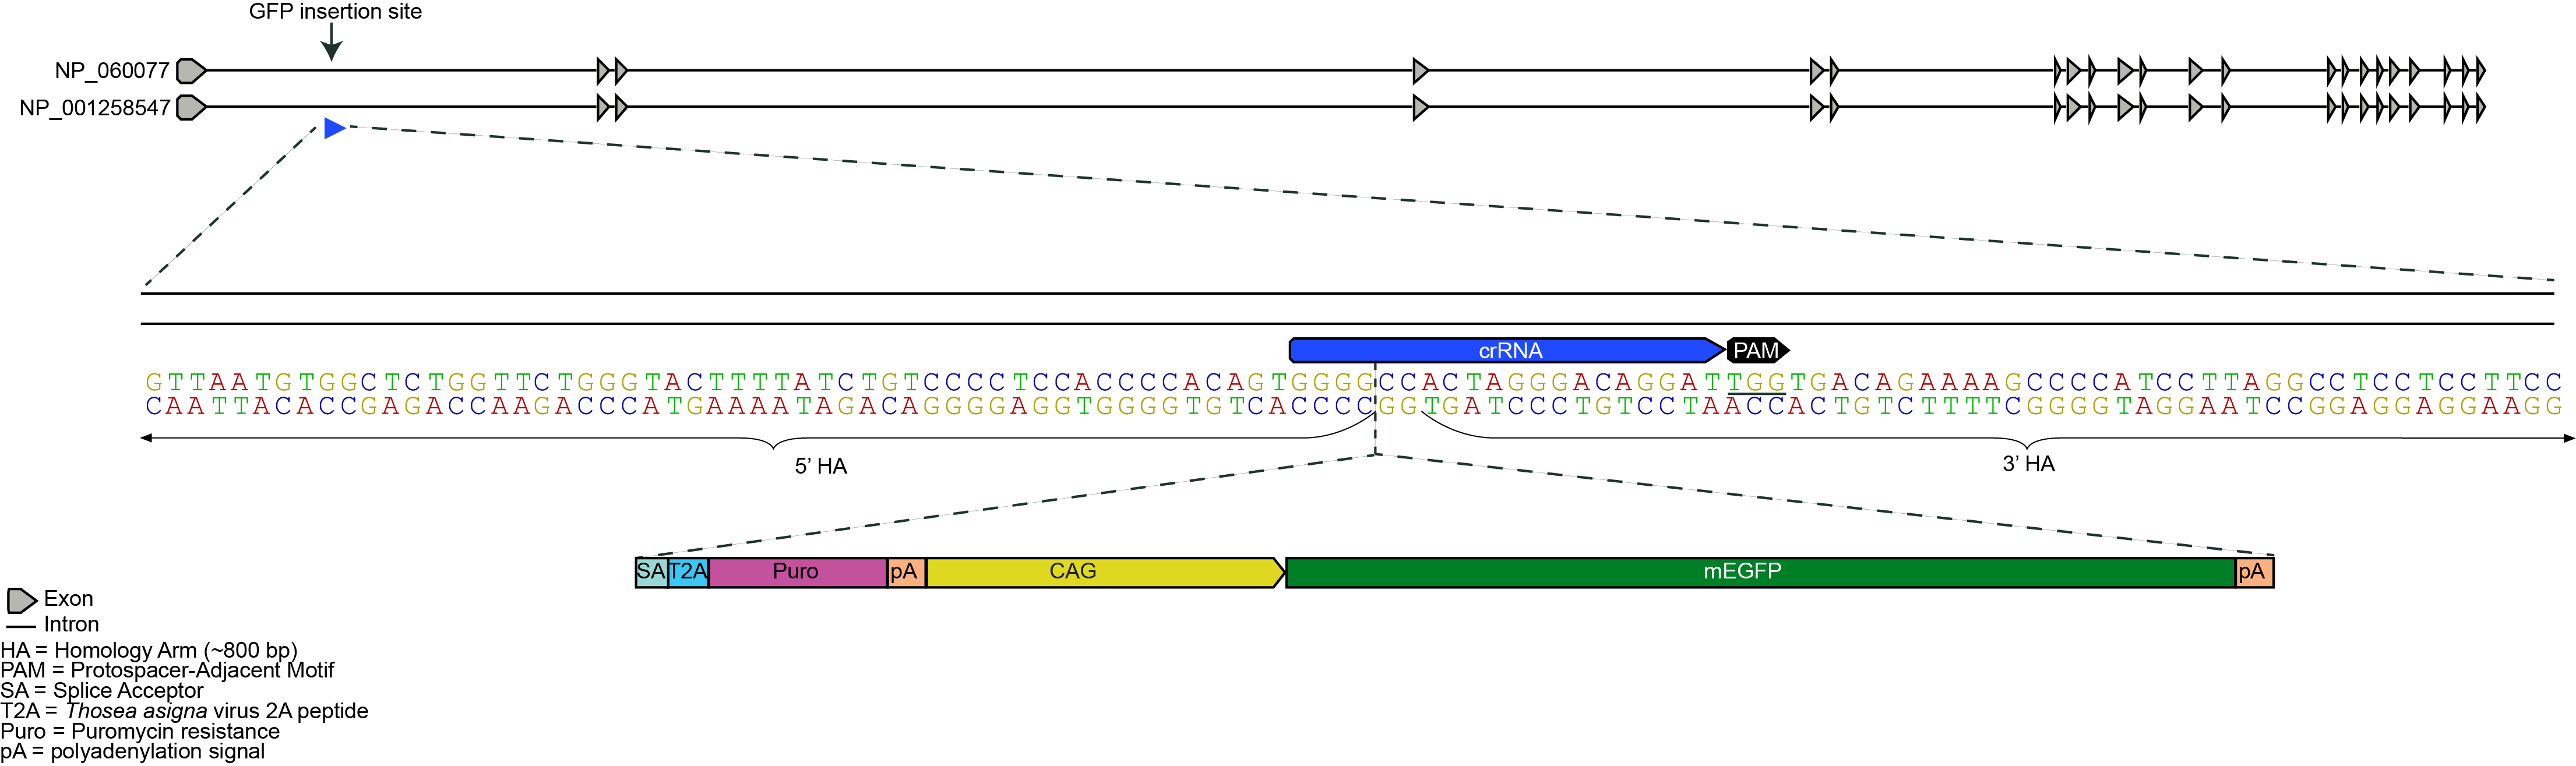 GFP insertion site
NP_060077
NP_001258547
crRNA
PAM
GTTAATGTGGCTCTGGTTCTGGGTACTTTTATCTGTCCCCTCCACCCCACAGTGGGGCCACTAGGGACAGGATTGGTGACAGAAAAGCCCCATCCTTAGGCCTCCTCCTTCC
CAATTACACCGAGACCAAGACCCATGAAAATAGACAGGGGAGGTGGGGTGTCACCCCGGTGATCCCTGTCCTAACCACTGTCTTTTCGGGGTAGGAATCCGGAGGAGGAAGG
5’ HA
3’ HA
SA T2A Puro pA CAG mEGFP pA
Exon
Intron
HA = Homology Arm (~800 bp)
PAM = Protospacer-Adjacent Motif
SA = Splice Acceptor
T2A = Thosea asigna virus 2A peptide
Puro = Puromycin resistance
pA = polyadenylation signal